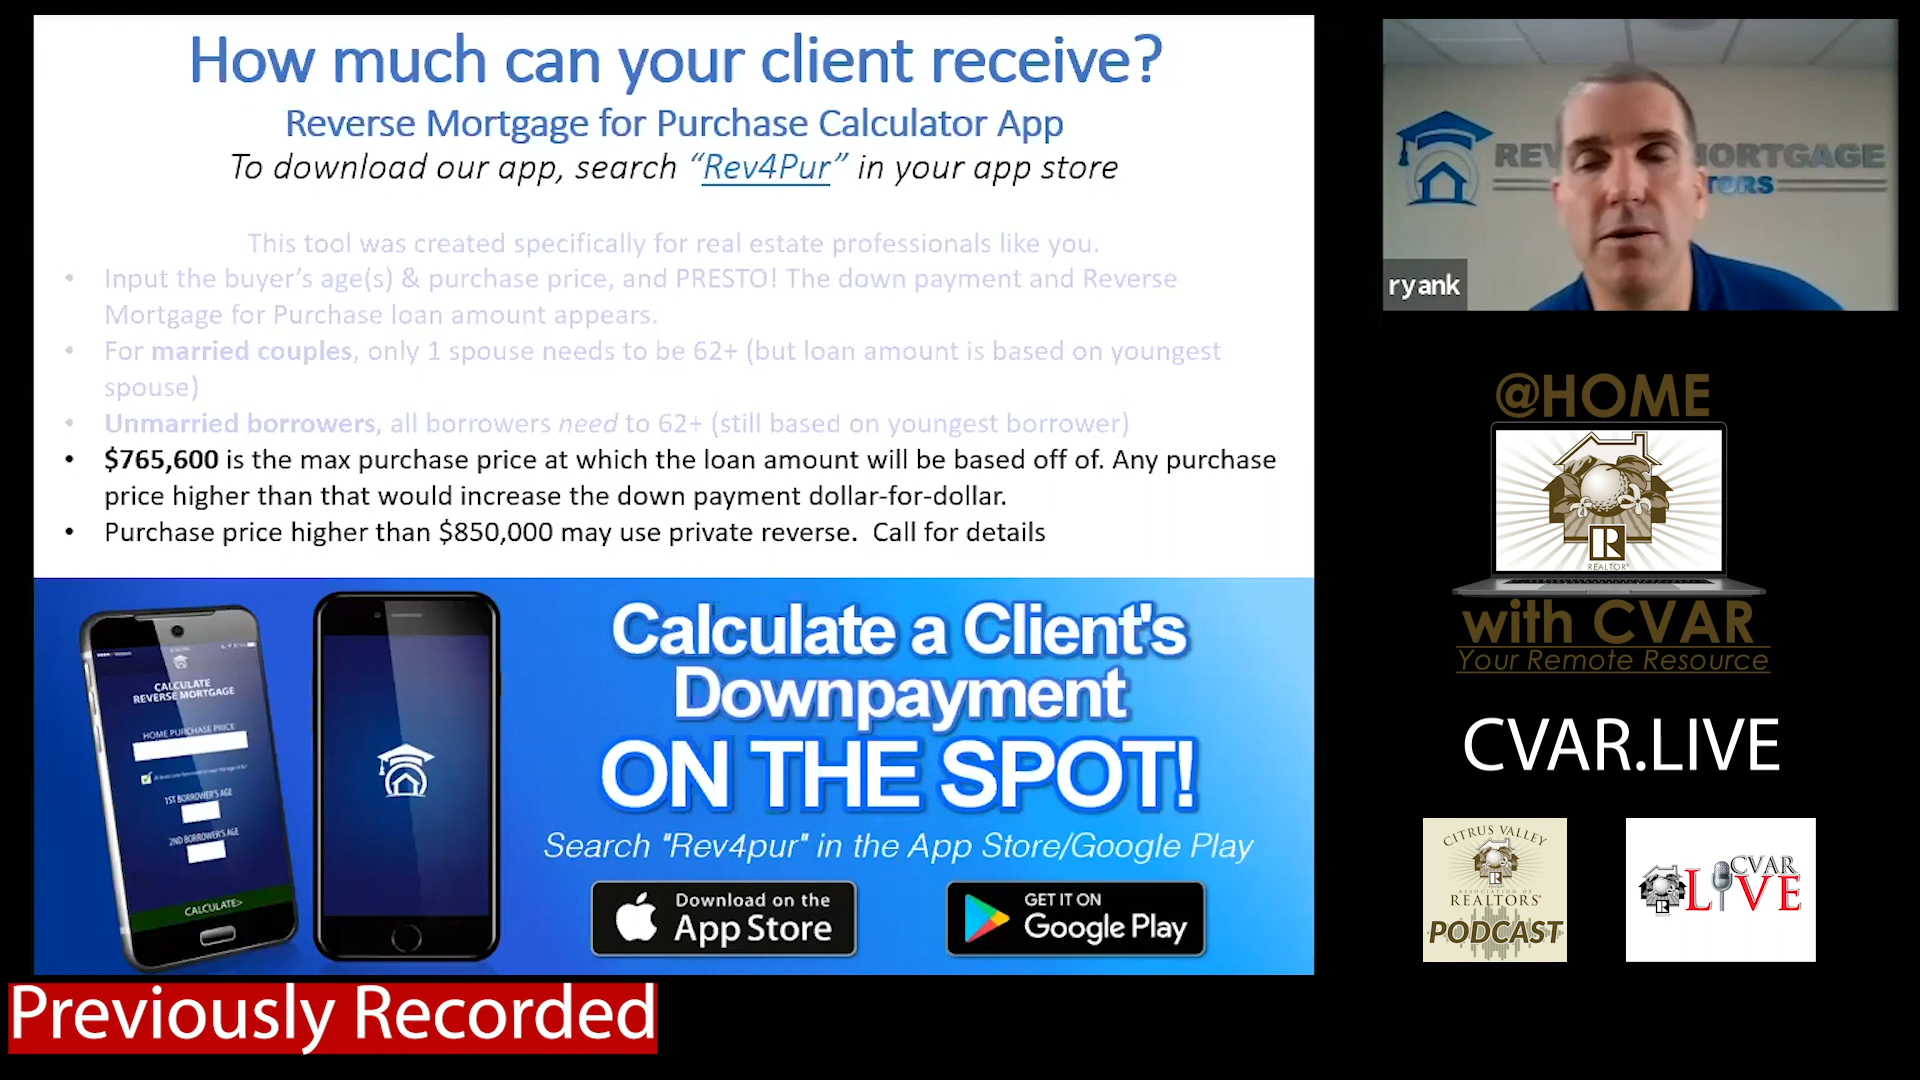 How much can your client receive?
Reverse Mortgage for Purchase Calculator App
To download our app, search “Rev4Pur” in your app store
This tool was created specifically for real estate professionals like you.
• Input the buyer’s age(s) & purchase price, and PRESTO! The down payment and Reverse
Mortgage for Purchase loan amount appears.
• For married couples, only 1 spouse needs to be 62+ (but loan amount is based on youngest
spouse)
• Unmarried borrowers, all borrowers need to 62+ (still based on youngest borrower)
• $765,600 is the max purchase price at which the loan amount will be based off of. Any purchase
price higher than that would increase the down payment dollar-for-dollar.
• Purchase price higher than $850,000 may use private reverse.  Call for details
CALCULATE
REVERSE MORTGAGE
HOME PURCHASE PRICE
1ST BORROWER'S AGE
2ND BORROWER'S AGE
CALCULATE>
Calculate a Client's
Downpayment
ON THE SPOT!
Search "Rev4pur" in the App Store/Google Play
Download on the
App Store
GET IT ON
Google Play
Previously Recorded
MORTGAGE
ryank
@HOME
R
REALTOR®
with CVAR
Your Remote Resource
CVAR.LIVE
CITRUS VALLEY
R
ASSOCIATION OF
REALTORS®
PODCAST
CVAR
LIVE